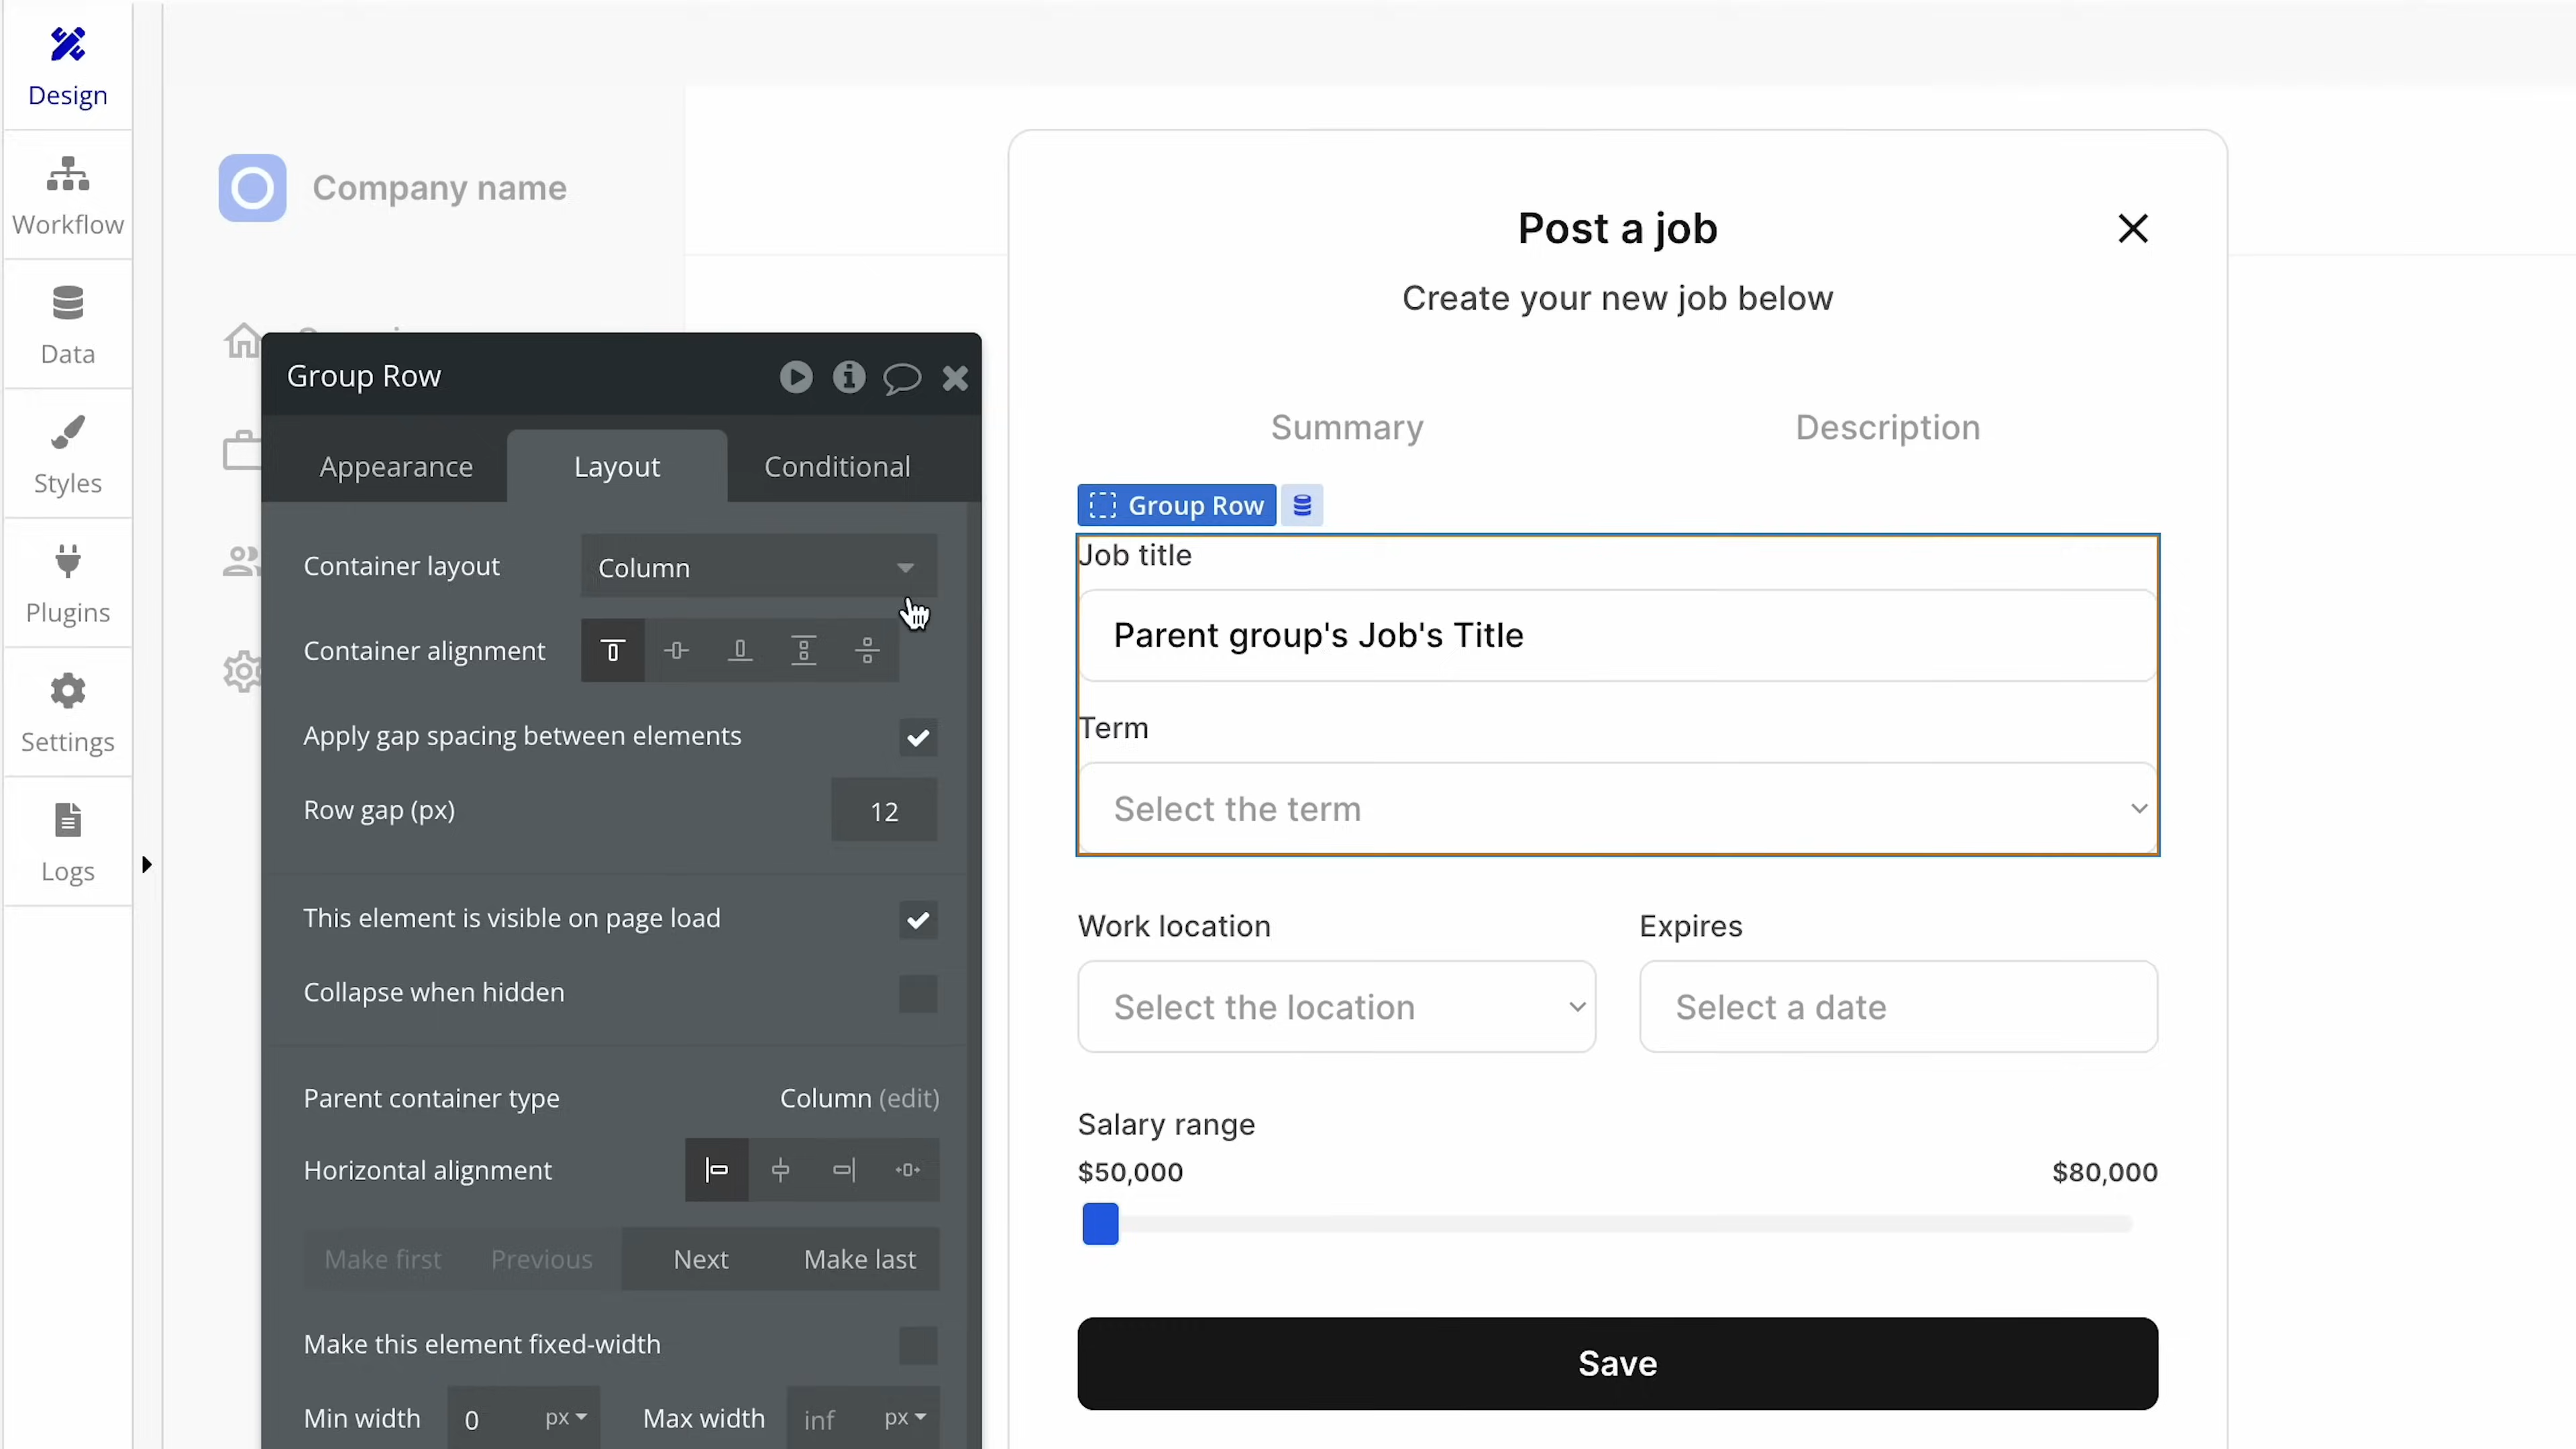 Design
Workflow
Data
Styles
Plugins
Settings
Logs
Company name
Group Row
Appearance
Layout
Conditional
Container layout
Column
Container alignment
Apply gap spacing between elements
Row gap (px)
12
This element is visible on page load
Collapse when hidden
Parent container type
Column (edit)
Horizontal alignment
Make first
Previous
Next
Make last
Make this element fixed-width
Min width
0
px
Max width
inf
px
Post a job
Create your new job below
Summary
Description
Group Row
Job title
Parent group's Job's Title
Term
Select the term
Work location
Expires
Select the location
Select a date
Salary range
$50,000
$80,000
Save